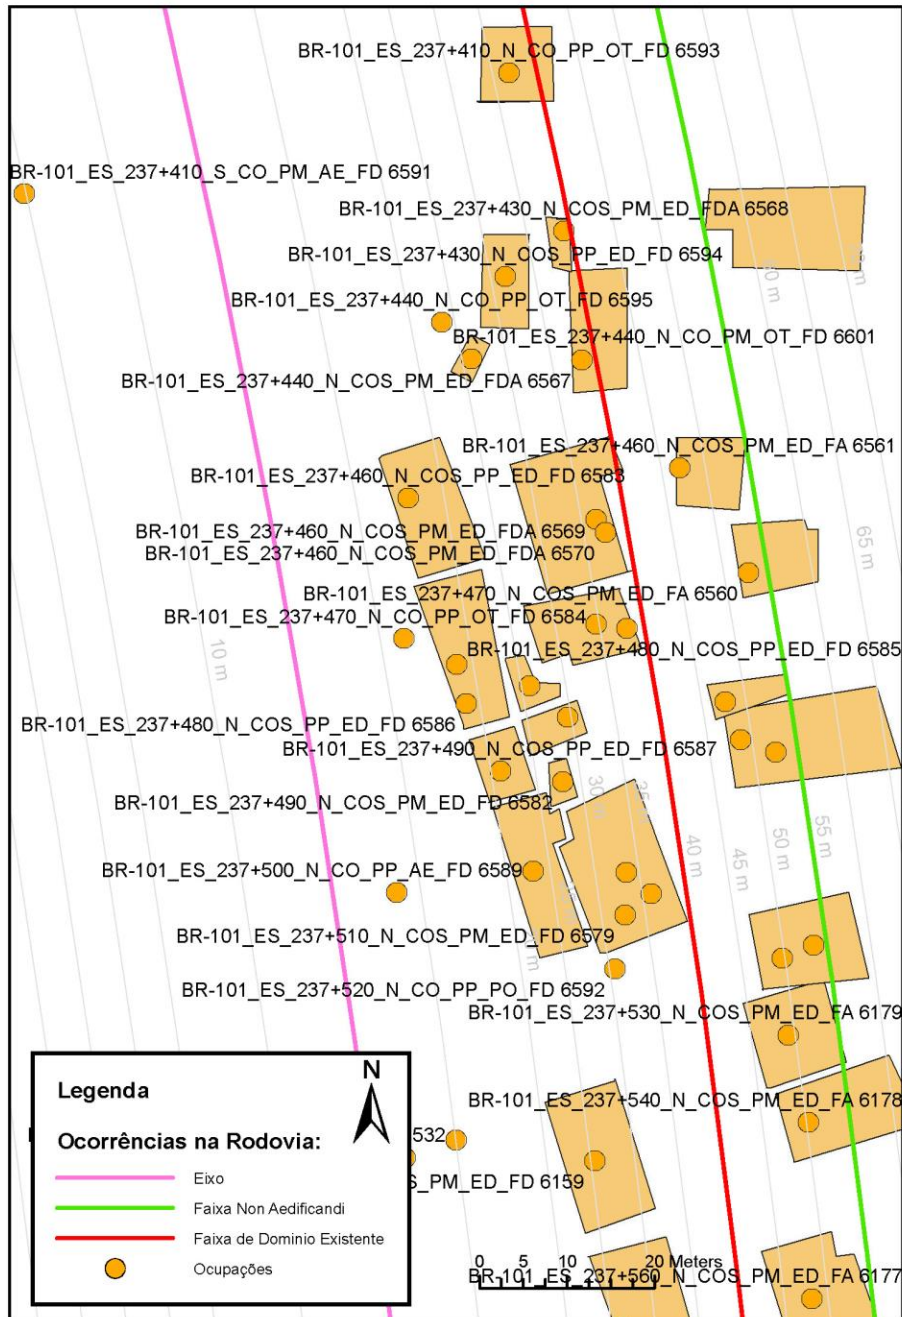 BR-101_ES_237+410_N_CO_PP_OT_FD 6593
BR-101_ES_237+410_S_CO_PM_AE_FD 6591
BR-101_ES_237+430_N_COS_PM_ED_FDA 6568
BR-101_ES_237+430_N_COS_PP_ED_FD 6594
60 m
BR-101_ES_237+440_N_CO_PP_OT_FD 6595
BR-101_ES_237+440_N_CO_PM_OT_FD 6601
BR-101_ES_237+440_N_COS_PM_ED_FDA 6567
BR-101_ES_237+460_N_COS_PM_ED_FA 6561
BR-101_ES_237+460_N_COS_PP_ED_FD 6583
BR-101_ES_237+460_N_COS_PM_ED_FDA 6569
BR-101_ES_237+460_N_COS_PM_ED_FDA 6570
65 m
BR-101_ES_237+470_N_COS_PM_ED_FA 6560
BR-101_ES_237+470_N_CO_PP_OT_FD 6584
10 m
BR-101_ES_237+480_N_COS_PP_ED_FD 6585
BR-101_ES_237+480_N_COS_PP_ED_FD 6586
BR-101_ES_237+490_N_COS_PP_ED_FD 6587
BR-101_ES_237+490_N_COS_PM_ED_FD 6582
30 m
40 m
45 m
50 m
55 m
BR-101_ES_237+500_N_CO_PP_AE_FD 6589
BR-101_ES_237+510_N_COS_PM_ED_FD 6579
BR-101_ES_237+520_N_CO_PP_PO_FD 6592
BR-101_ES_237+530_N_COS_PM_ED_FA 6179
BR-101_ES_237+540_N_COS_PM_ED_FA 6178
532
_PM_ED_FD 6159
BR-101_ES_237+560_N_COS_PM_ED_FA 6177
0 5 10 20 Meters
N
Legenda
Ocorrências na Rodovia:
Eixo
Faixa Non Aedificandi
Faixa de Dominio Existente
Ocupações